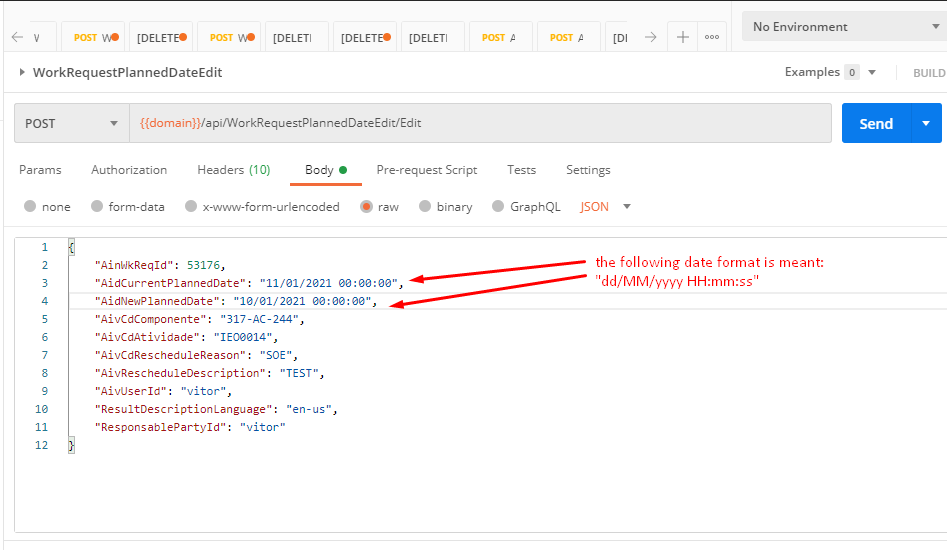 W
POST W
[DELETE
POST W
[DELETI
[DELETE
[DELETI
POST A
POST A
[DI
No Environment
WorkRequestPlannedDateEdit
Examples 0
BUILD
POST
{{domain}}/api/WorkRequestPlannedDateEdit/Edit
Send
Params Authorization Headers (10) Body Pre-request Script Tests Settings
none form-data x-www-form-urlencoded raw binary GraphQL JSON
1 {
2 "AinWkReqId": 53176,
3 "AidCurrentPlannedDate": "11/01/2021 00:00:00",
4 "AidNewPlannedDate": "10/01/2021 00:00:00",
5 "AivCdComponente": "317-AC-244",
6 "AivCdAtividade": "IEO0014",
7 "AivCdRescheduleReason": "SOE",
8 "AivRescheduleDescription": "TEST",
9 "AivUserId": "vitor",
10 "ResultDescriptionLanguage": "en-us",
11 "ResponsablePartyId": "vitor"
12 }
the following date format is meant:
"dd/MM/yyyy HH:mm:ss"